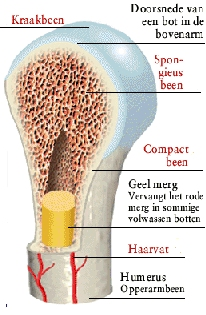 Doorsnede van
een bot in de
bovenarm
Kraakbeen
Spon-
gieus
been
Compact
been
Geel merg
Vervangt het rode
merg in sommige
volwassen botten
Haarvat
Humerus
Opperarmbeen